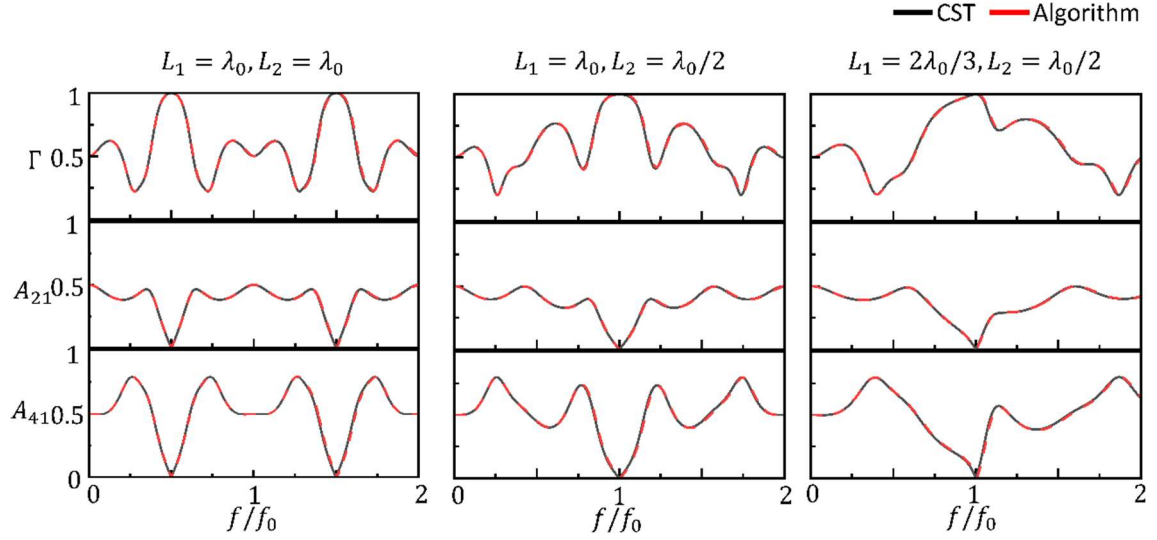 CST Algorithm
L₁ = λ₀, L₂ = λ₀ L₁ = λ₀, L₂ = λ₀/2 L₁ = 2λ₀/3, L₂ = λ₀/2
1
Γ 0.5
1
A₂₁ 0.5
1
A₄₁ 0.5
0
0 1 2 0 1 2 0 1 2
f/f₀ f/f₀ f/f₀